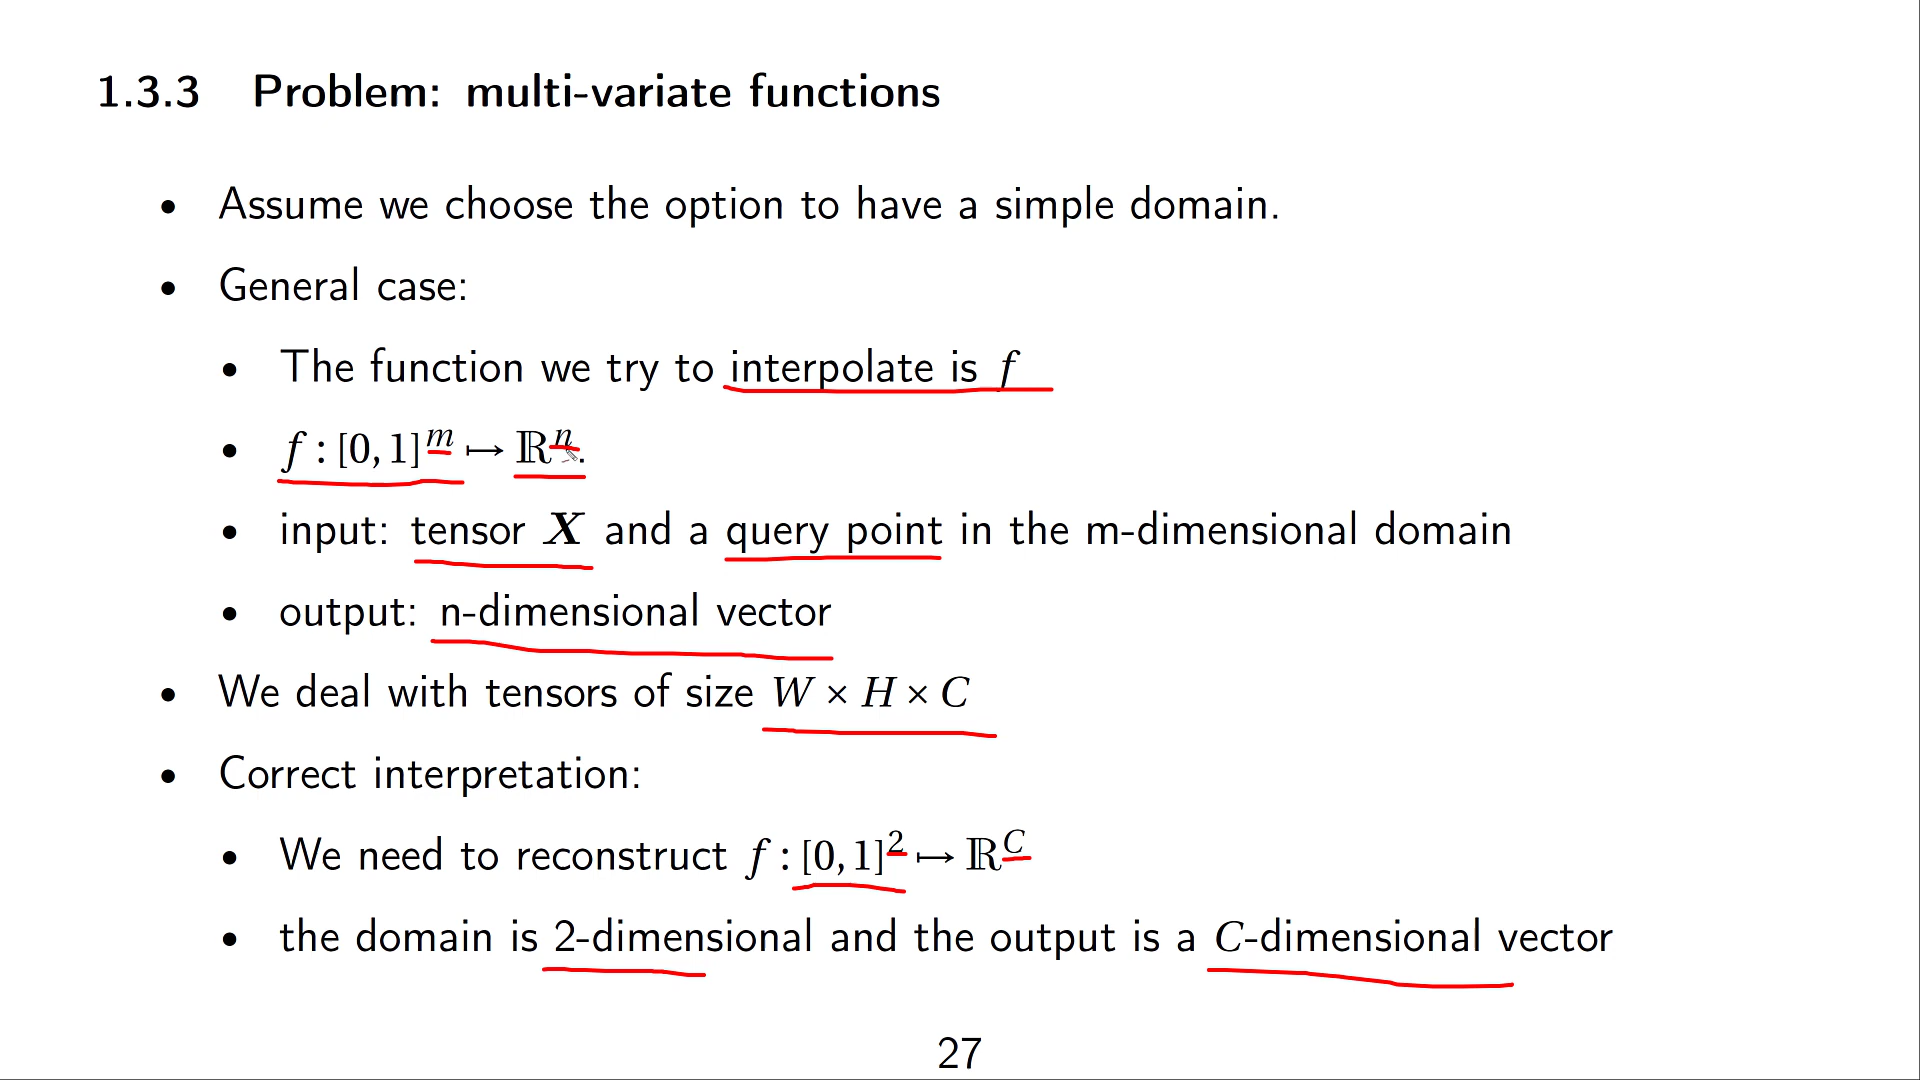 1.3.3 Problem: multi-variate functions
• Assume we choose the option to have a simple domain.
• General case:
• The function we try to interpolate is f
• f : [0, 1]^m ↦ ℝ^n.
• input: tensor X and a query point in the m-dimensional domain
• output: n-dimensional vector
• We deal with tensors of size W × H × C
• Correct interpretation:
• We need to reconstruct f : [0, 1]^2 ↦ ℝ^C
• the domain is 2-dimensional and the output is a C-dimensional vector
27